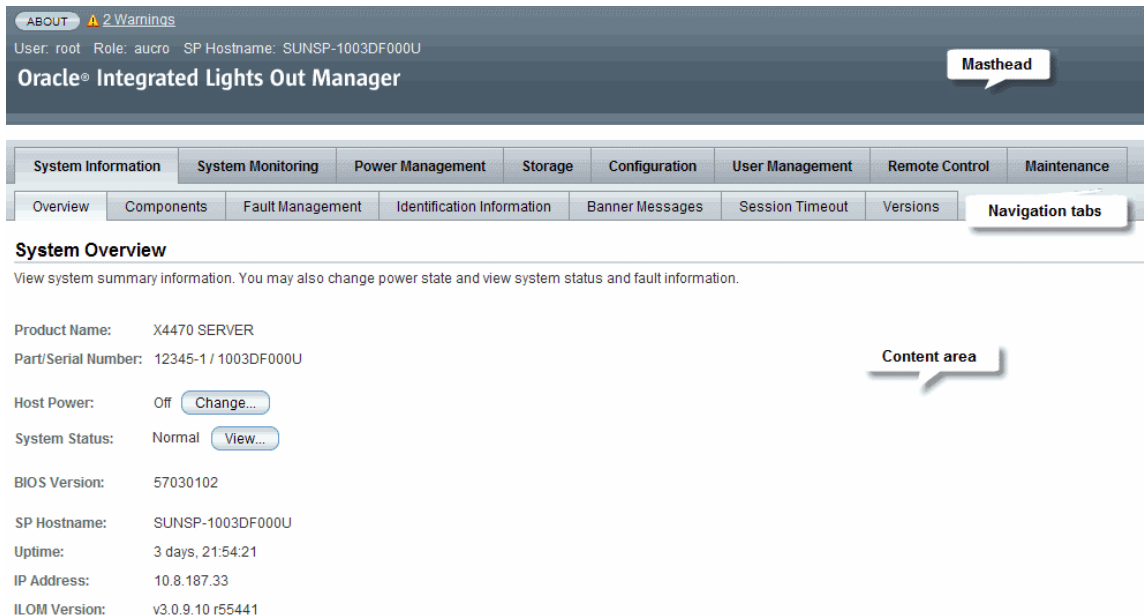 ABOUT 2 Warnings
User: root Role: aucro SP Hostname: SUNSP-1003DF000U
Oracle® Integrated Lights Out Manager
Masthead
System Information System Monitoring Power Management Storage Configuration User Management Remote Control Maintenance
Overview Components Fault Management Identification Information Banner Messages Session Timeout Versions
Navigation tabs
System Overview
View system summary information. You may also change power state and view system status and fault information.
Product Name: X4470 SERVER
Part/Serial Number: 12345-1 / 1003DF000U
Content area
Host Power: Off Change...
System Status: Normal View...
BIOS Version: 57030102
SP Hostname: SUNSP-1003DF000U
Uptime: 3 days, 21:54:21
IP Address: 10.8.187.33
ILOM Version: v3.0.9.10 r55441